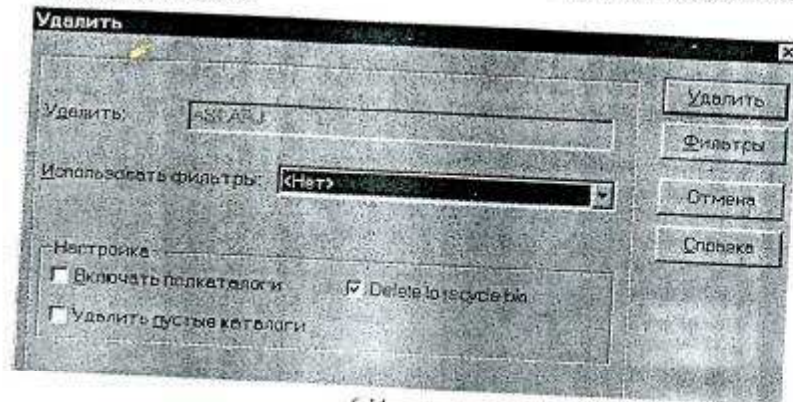 Удалить
Удалить:
Использовать фильтры: <Нет>
Настройка
Включать подкаталоги
Delete to recycle bin
Удалить пустые каталоги
Удалить
Фильтры
Отмена
Справка